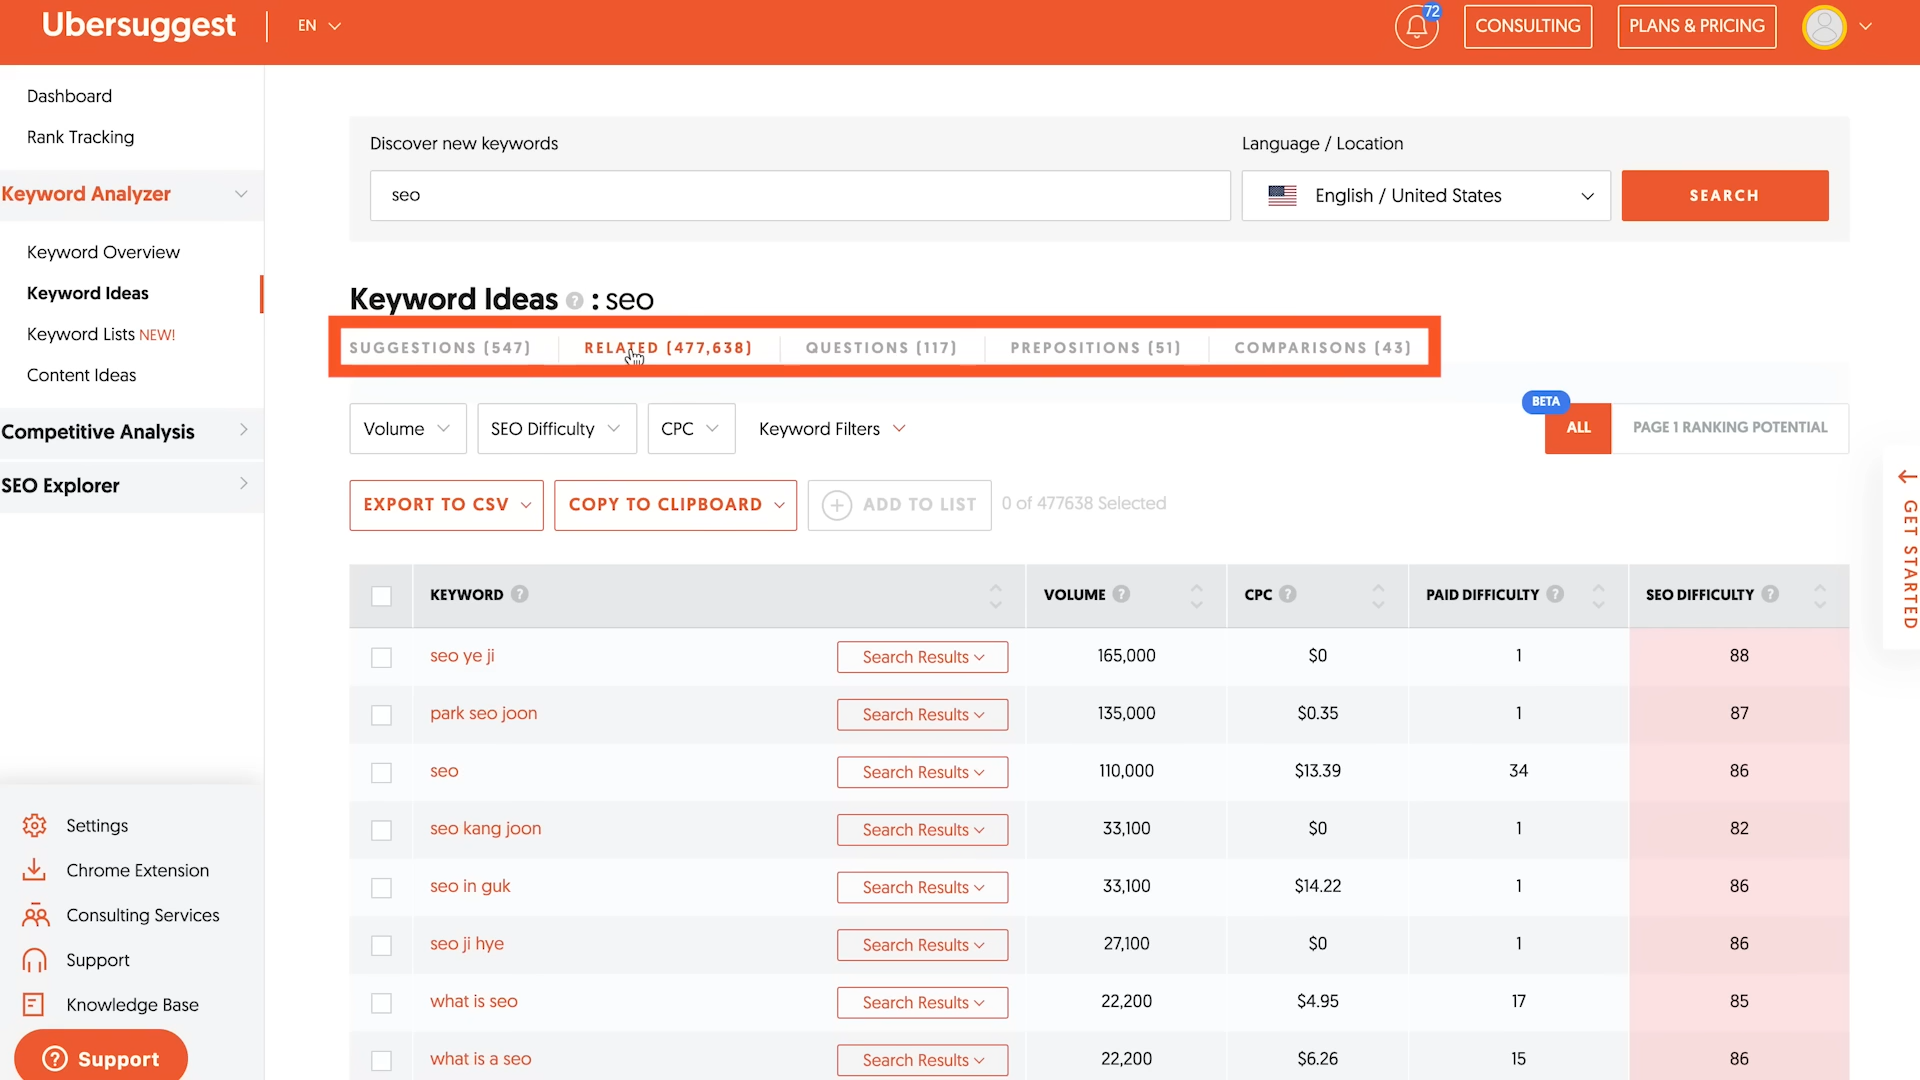 Ubersuggest
EN
72
CONSULTING
PLANS & PRICING
Dashboard
Rank Tracking
Keyword Analyzer
Keyword Overview
Keyword Ideas
Keyword Lists NEW!
Content Ideas
Competitive Analysis
SEO Explorer
Settings
Chrome Extension
Consulting Services
Support
Knowledge Base
? Support
Discover new keywords
Language / Location
seo
English / United States
SEARCH
Keyword Ideas ? : seo
SUGGESTIONS (547)
RELATED (477,638)
QUESTIONS (117)
PREPOSITIONS (51)
COMPARISONS (43)
Volume
SEO Difficulty
CPC
Keyword Filters
BETA
ALL
PAGE 1 RANKING POTENTIAL
EXPORT TO CSV
COPY TO CLIPBOARD
ADD TO LIST
0 of 477638 Selected
GET STARTED
KEYWORD ? VOLUME ? CPC ? PAID DIFFICULTY ? SEO DIFFICULTY ?
seo ye ji Search Results 165,000 $0 1 88
park seo joon Search Results 135,000 $0.35 1 87
seo Search Results 110,000 $13.39 34 86
seo kang joon Search Results 33,100 $0 1 82
seo in guk Search Results 33,100 $14.22 1 86
seo ji hye Search Results 27,100 $0 1 86
what is seo Search Results 22,200 $4.95 17 85
what is a seo Search Results 22,200 $6.26 15 86